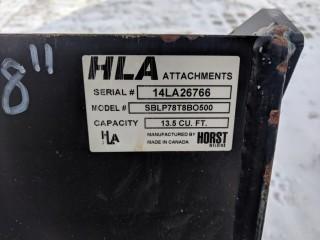 8"
HLA ATTACHMENTS
SERIAL # 14LA26766
MODEL # SBLP78T8BO500
CAPACITY 13.5 CU. FT.
HLA MANUFACTURED BY MADE IN CANADA HORST WELDING